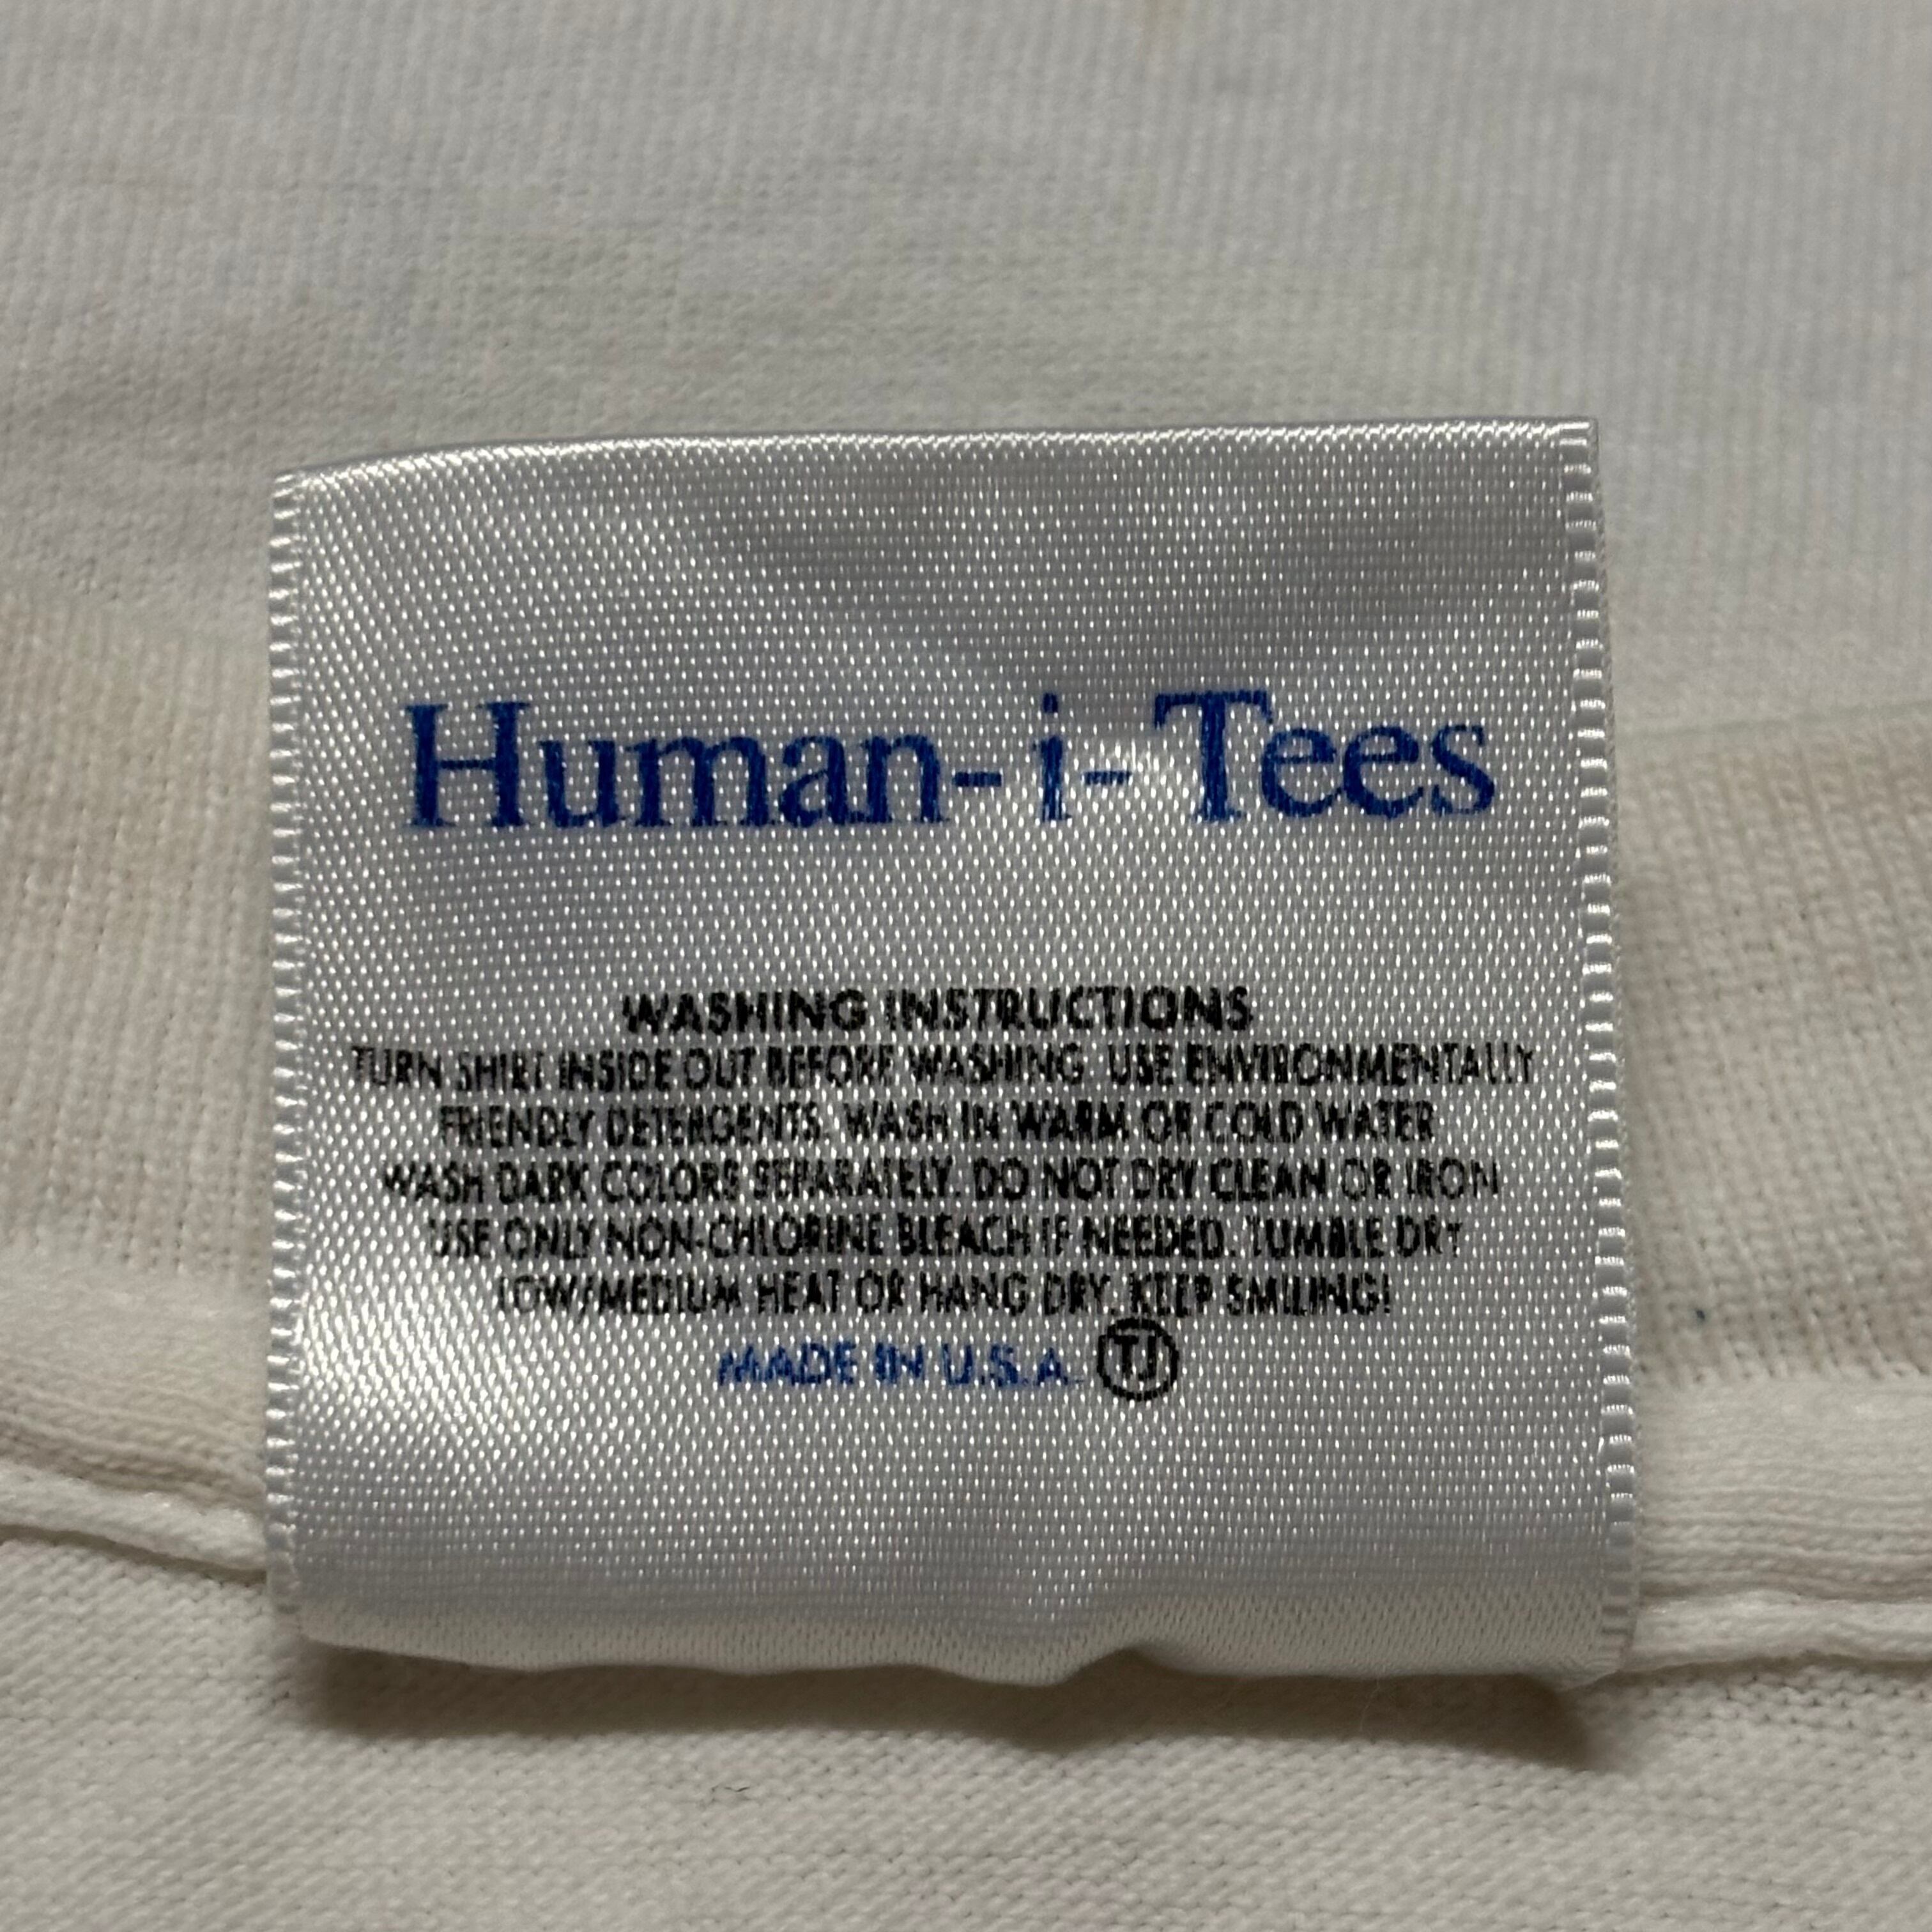 Human-i-Tees
WASHING INSTRUCTIONS
TURN SHIRT INSIDE OUT BEFORE WASHING. USE ENVIRONMENTALLY
FRIENDLY DETERGENTS. WASH IN WARM OR COLD WATER
WASH DARK COLORS SEPARATELY. DO NOT DRY CLEAN OR IRON
USE ONLY NON-CHLORINE BLEACH IF NEEDED. TUMBLE DRY
LOW/MEDIUM HEAT OR HANG DRY. KEEP SMILING!
MADE IN U.S.A. TJ